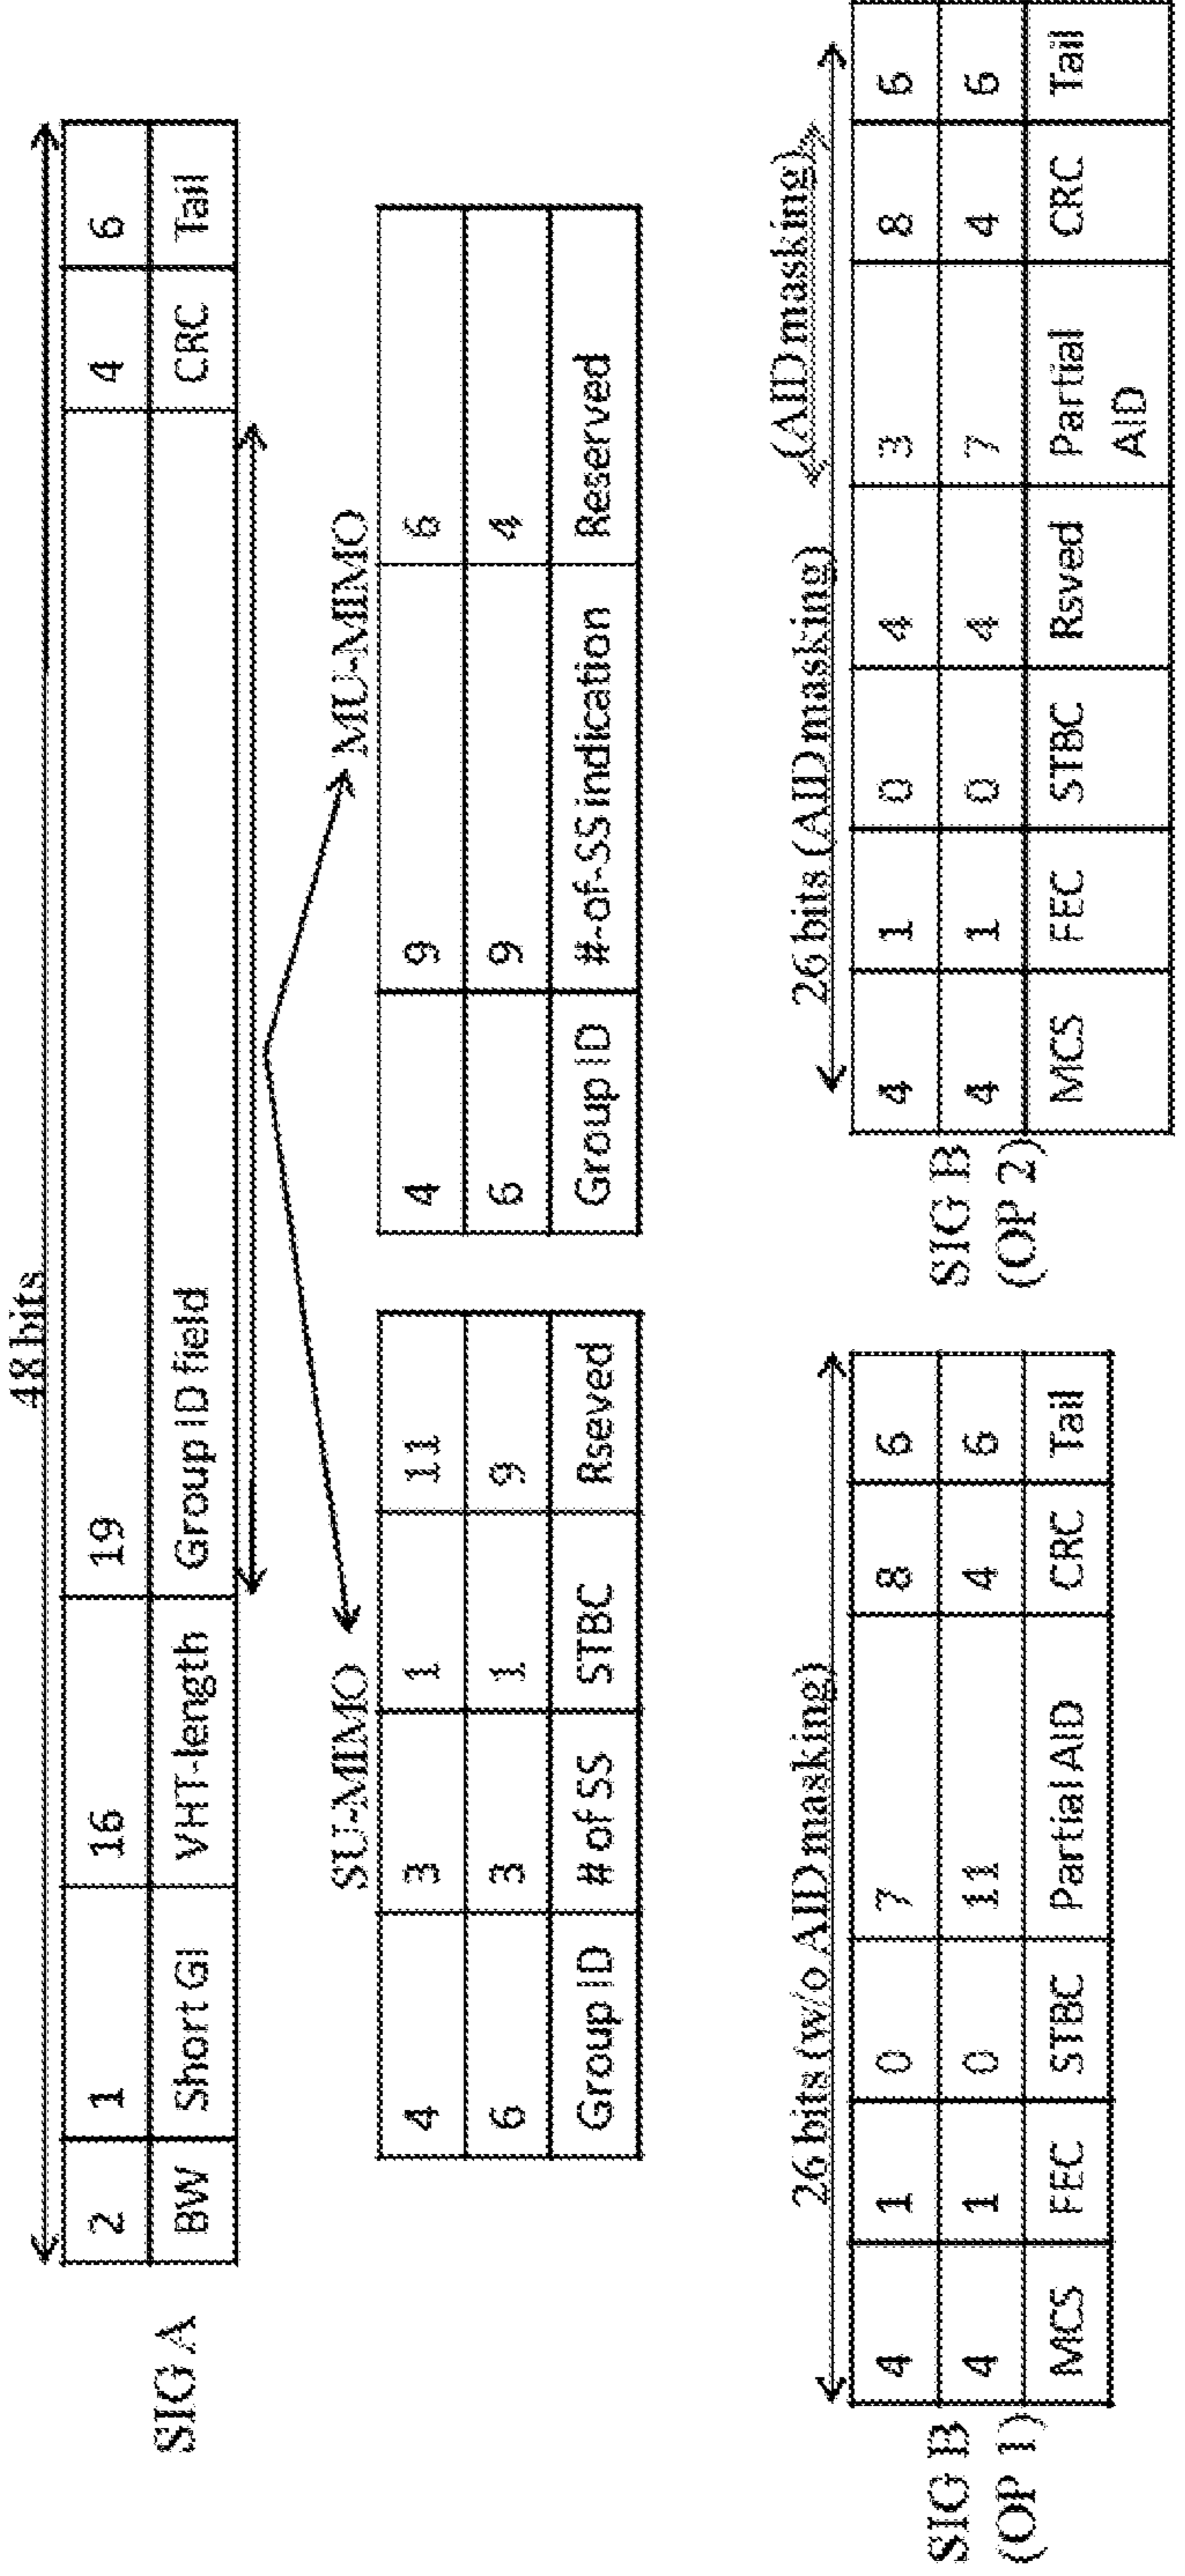 48 bits
SIG A
2 1 16 19 4 6
BW Short GI VHT-length Group ID field CRC Tail
SU-MIMO
MU-MIMO
4 3 1 11
6 3 1 9
Group ID # of SS STBC Rseved
4 9 6
6 9 4
Group ID #-of-SS indication Reserved
26 bits (w/o AID masking)
SIG B
(OP 1)
4 1 0 7 8 6
4 1 0 11 4 6
MCS FEC STBC Partial AID CRC Tail
26 bits (AID masking)
(AID masking)
SIG B
(OP 2)
4 1 0 4 3 8 6
4 1 0 4 7 4 6
MCS FEC STBC Rsved Partial CRC Tail
AID